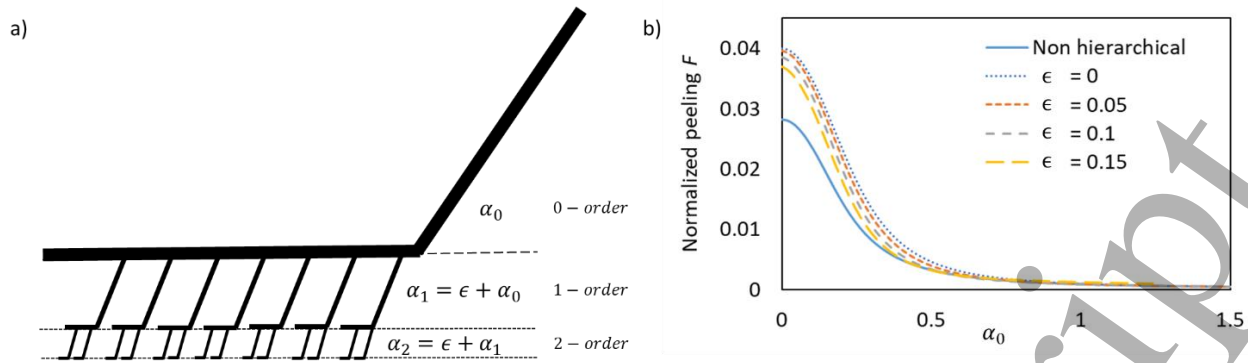 a)
α₀ 0 − order
α₁ = ϵ + α₀ 1 − order
α₂ = ϵ + α₁ 2 − order
b)
Normalized peeling F
0.04
0.03
0.02
0.01
0
0 0.5 1 1.5
α₀
Non hierarchical
ϵ = 0
ϵ = 0.05
ϵ = 0.1
ϵ = 0.15